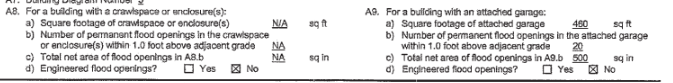 A7. Building Diagram Number
A8. For a building with a crawlspace or enclosure(s):
a) Square footage of crawlspace or enclosure(s) N/A sq ft
b) Number of permanent flood openings in the crawlspace
or enclosure(s) within 1.0 foot above adjacent grade NA
c) Total net area of flood openings in A8.b NA sq in
d) Engineered flood openings? Yes ☒ No
A9. For a building with an attached garage:
a) Square footage of attached garage 460 sq ft
b) Number of permanent flood openings in the attached garage
within 1.0 foot above adjacent grade 20
c) Total net area of flood openings in A9.b 500 sq in
d) Engineered flood openings? Yes ☒ No